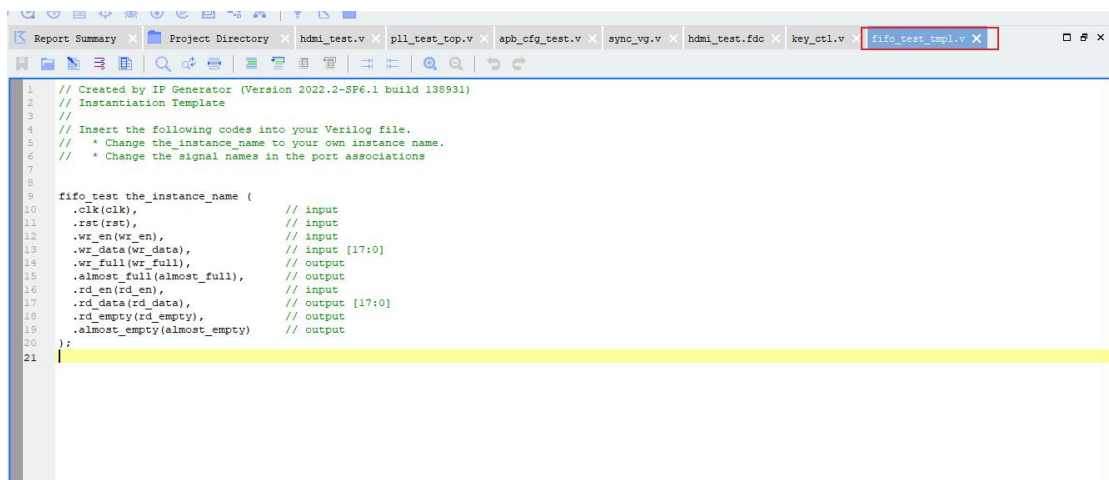 Report Summary Project Directory hdmi_test.v pll_test_top.v apb_cfg_test.v sync_vg.v hdmi_test.fdc key_ctl.v fifo_test_tmpl.v
1 // Created by IP Generator (Version 2022.2-SP6.1 build 138931)
2 // Instantiation Template
3 //
4 // Insert the following codes into your Verilog file.
5 //   * Change the_instance_name to your own instance name.
6 //   * Change the signal names in the port associations
7
8
9 fifo_test the_instance_name (
10   .clk(clk),                      // input
11   .rst(rst),                      // input
12   .wr_en(wr_en),                  // input
13   .wr_data(wr_data),              // input [17:0]
14   .wr_full(wr_full),              // output
15   .almost_full(almost_full),      // output
16   .rd_en(rd_en),                  // input
17   .rd_data(rd_data),              // output [17:0]
18   .rd_empty(rd_empty),            // output
19   .almost_empty(almost_empty)     // output
20 );
21